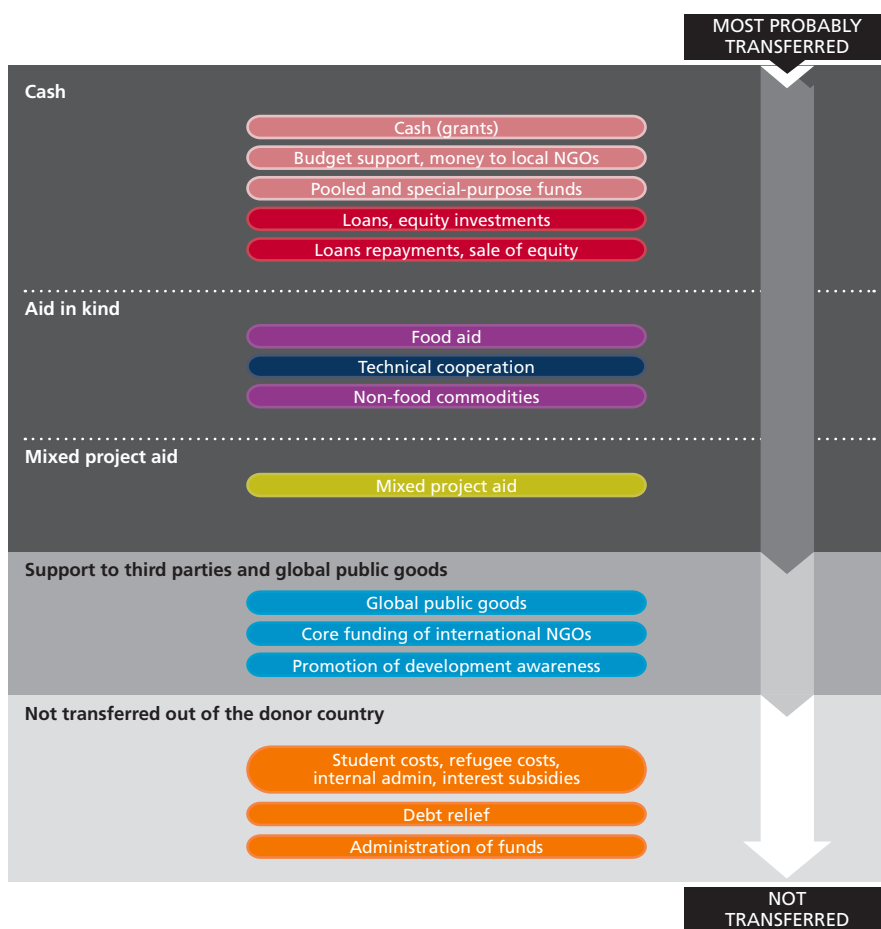 MOST PROBABLY
TRANSFERRED
Cash
Cash (grants)
Budget support, money to local NGOs
Pooled and special-purpose funds
Loans, equity investments
Loans repayments, sale of equity
Aid in kind
Food aid
Technical cooperation
Non-food commodities
Mixed project aid
Mixed project aid
Support to third parties and global public goods
Global public goods
Core funding of international NGOs
Promotion of development awareness
Not transferred out of the donor country
Student costs, refugee costs,
internal admin, interest subsidies
Debt relief
Administration of funds
NOT
TRANSFERRED